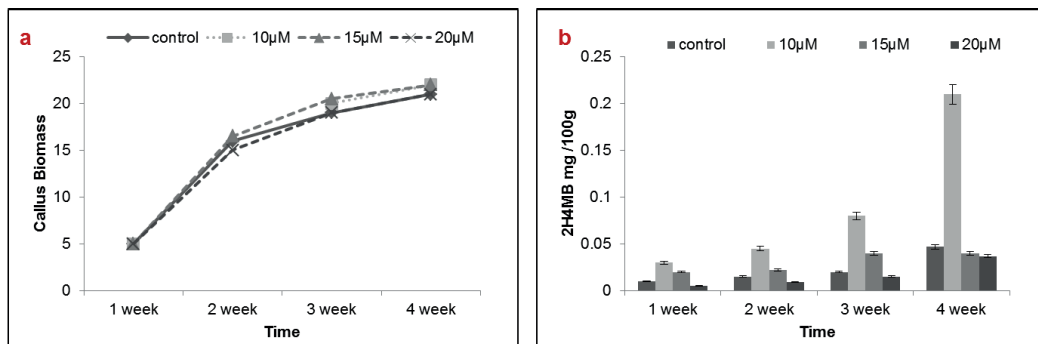 a
control 10µM 15µM 20µM
25
20
15
10
5
0
Callus Biomass
1 week 2 week 3 week 4 week
Time
b
control 10µM 15µM 20µM
0.25
0.2
0.15
0.1
0.05
0
2H4MB mg /100g
1 week 2 week 3 week 4 week
Time